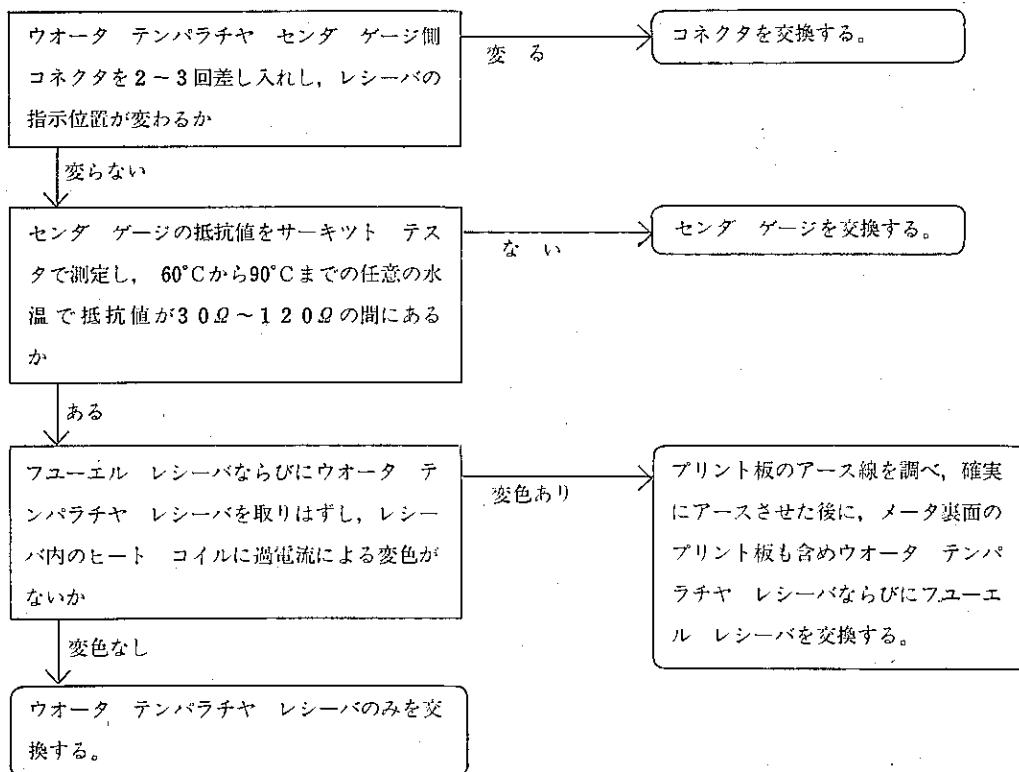 ウオータ テンパラチヤ センダ ゲージ側
コネクタを2～3回差し入れし，レシーバの
指示位置が変わるか
変 る
コネクタを交換する。
変らない
センダ ゲージの抵抗値をサーキツト テス
タで測定し， 60°Cから90°Cまでの任意の水
温で抵抗値が30Ω～120Ωの間にある
か
な い
センダ ゲージを交換する。
ある
フユーエル レシーバならびにウオータ テ
ンパラチヤ レシーバを取りはずし，レシー
バ内のヒート コイルに過電流による変色が
ないか
変色あり
プリント板のアース線を調べ，確実
にアースさせた後に，メータ裏面の
プリント板も含めウオータ テンパ
ラチヤ レシーバならびにフユーエ
ル レシーバを交換する。
変色なし
ウオータ テンパラチヤ レシーバのみを交
換する。